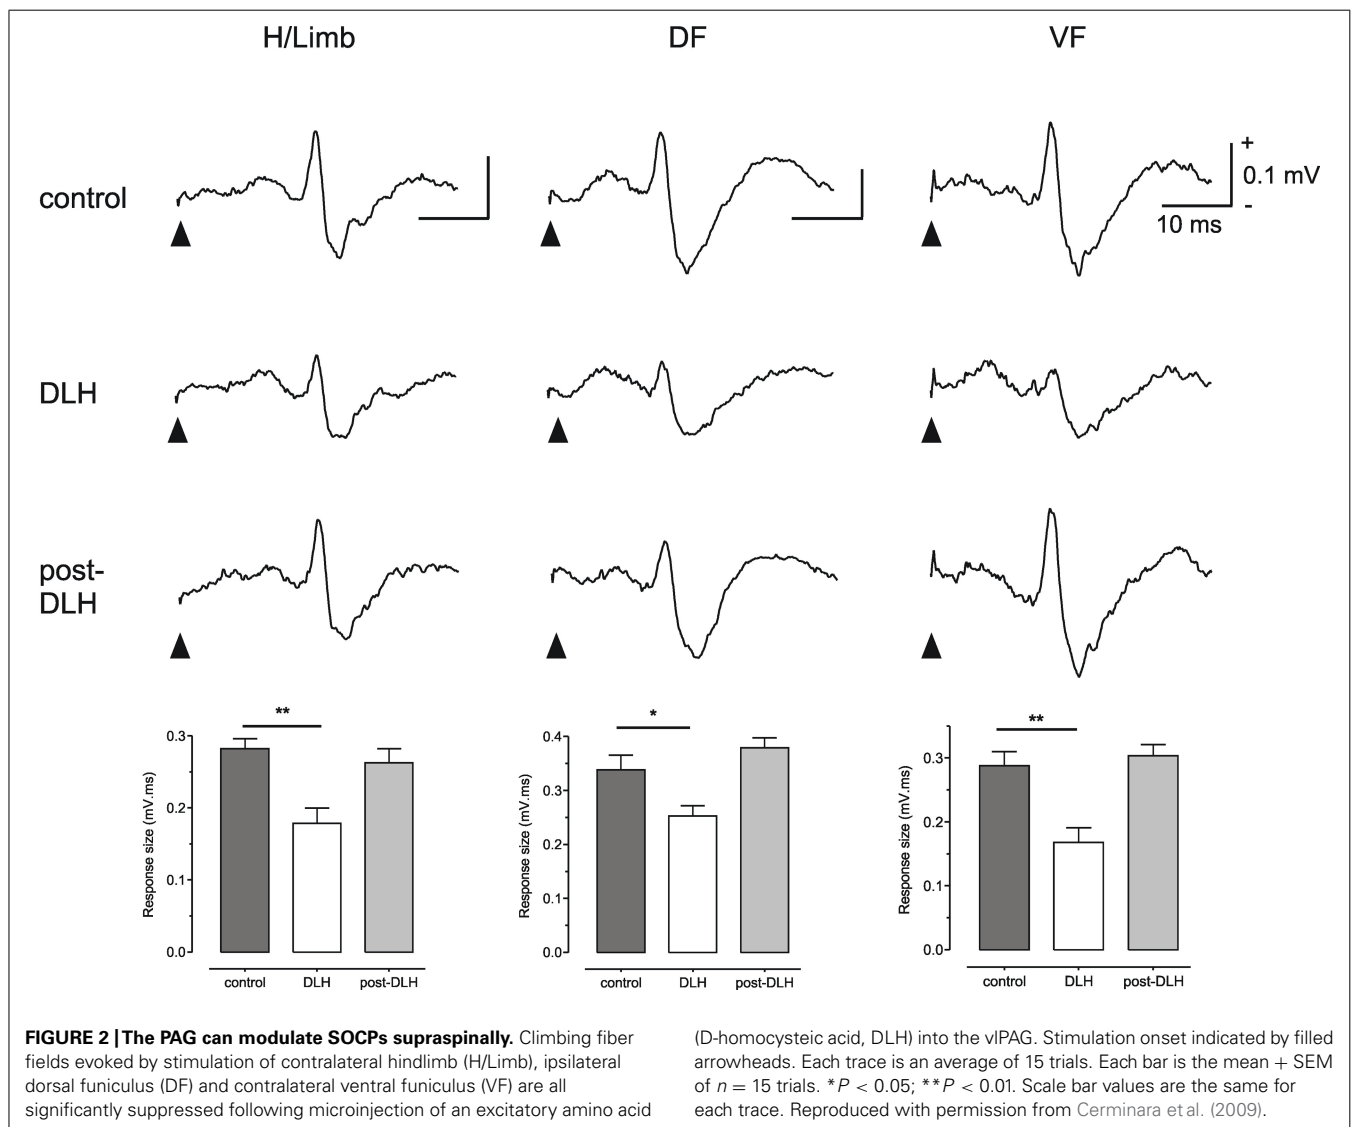 H/Limb DF VF
control
+
0.1 mV
-
10 ms
DLH
post-
DLH
**
Response size (mV.ms)
0.3
0.2
0.1
0.0
control DLH post-DLH
*
Response size (mV.ms)
0.4
0.3
0.2
0.1
0.0
control DLH post-DLH
**
Response size (mV.ms)
0.3
0.2
0.1
0.0
control DLH post-DLH
FIGURE 2 | The PAG can modulate SOCPs supraspinally. Climbing fiber
fields evoked by stimulation of contralateral hindlimb (H/Limb), ipsilateral
dorsal funiculus (DF) and contralateral ventral funiculus (VF) are all
significantly suppressed following microinjection of an excitatory amino acid
(D-homocysteic acid, DLH) into the vlPAG. Stimulation onset indicated by filled
arrowheads. Each trace is an average of 15 trials. Each bar is the mean + SEM
of n = 15 trials. *P < 0.05; **P < 0.01. Scale bar values are the same for
each trace. Reproduced with permission from Cerminara et al. (2009).